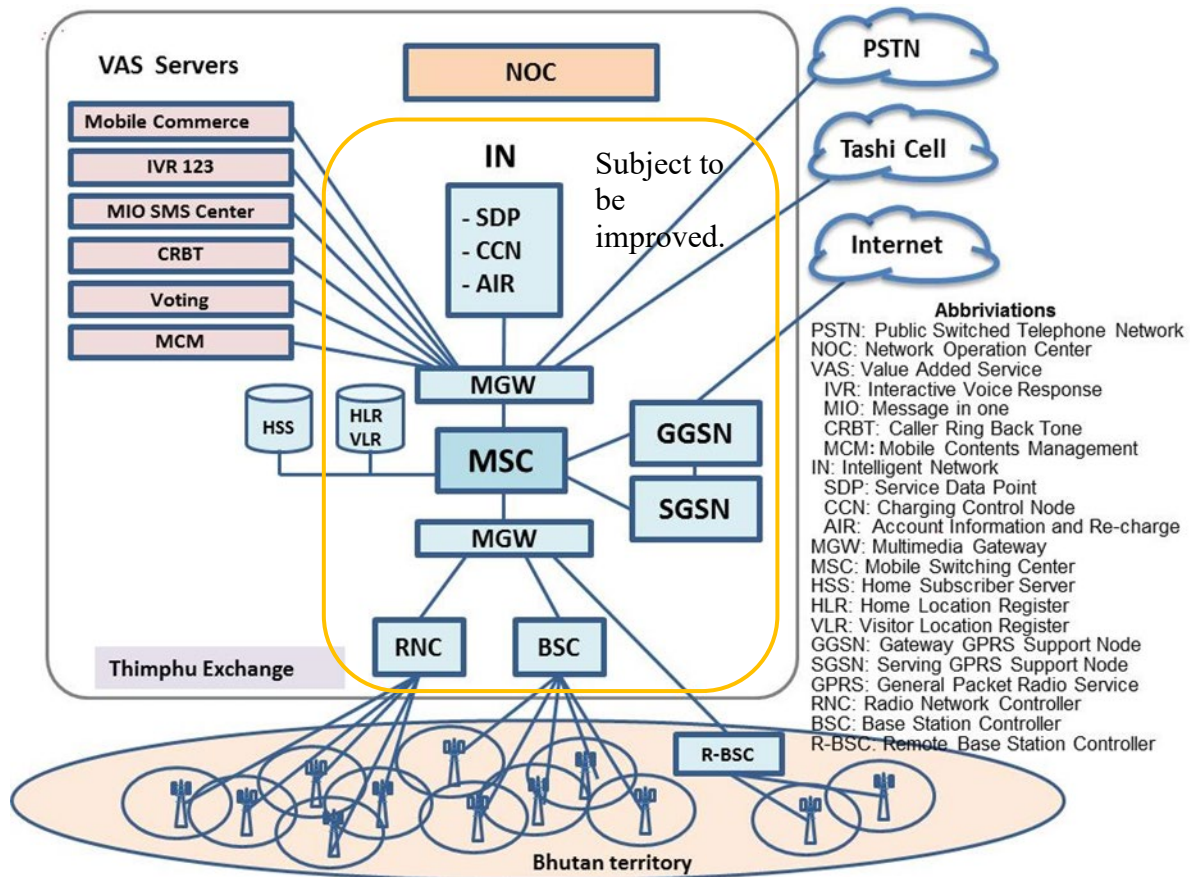 VAS Servers
NOC
Mobile Commerce
IVR 123
MIO SMS Center
CRBT
Voting
MCM
IN
- SDP
- CCN
- AIR
Subject to
be
improved.
PSTN
Tashi Cell
Internet
MGW
HSS
HLR
VLR
MSC
GGSN
SGSN
MGW
RNC
BSC
Thimphu Exchange
R-BSC
Bhutan territory
Abbriviations
PSTN: Public Switched Telephone Network
NOC: Network Operation Center
VAS: Value Added Service
IVR: Interactive Voice Response
MIO: Message in one
CRBT: Caller Ring Back Tone
MCM: Mobile Contents Management
IN: Intelligent Network
SDP: Service Data Point
CCN: Charging Control Node
AIR: Account Information and Re-charge
MGW: Multimedia Gateway
MSC: Mobile Switching Center
HSS: Home Subscriber Server
HLR: Home Location Register
VLR: Visitor Location Register
GGSN: Gateway GPRS Support Node
SGSN: Serving GPRS Support Node
GPRS: General Packet Radio Service
RNC: Radio Network Controller
BSC: Base Station Controller
R-BSC: Remote Base Station Controller